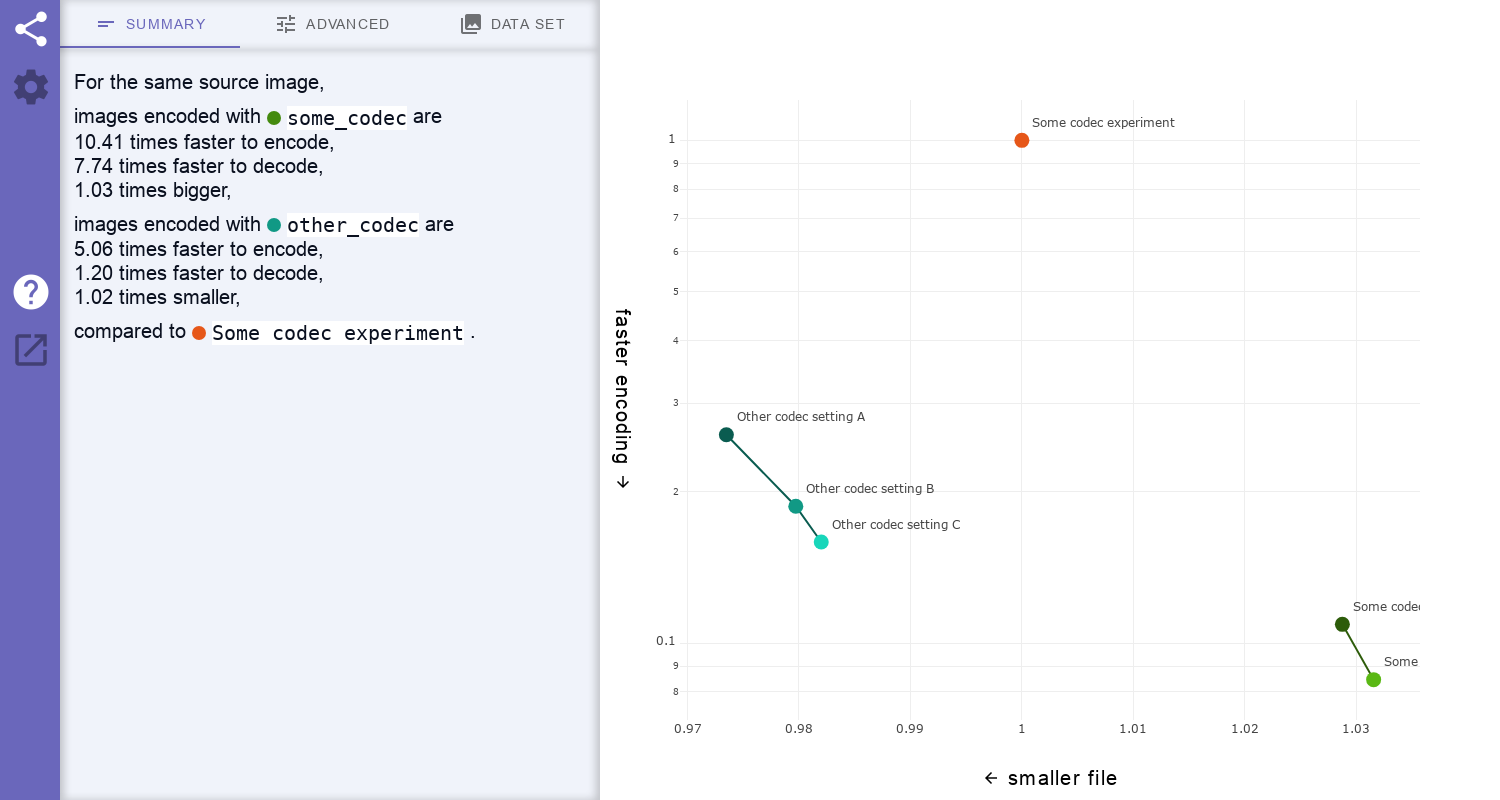 SUMMARY
ADVANCED
DATA SET
For the same source image,
images encoded with some_codec are
10.41 times faster to encode,
7.74 times faster to decode,
1.03 times bigger,
images encoded with other_codec are
5.06 times faster to encode,
1.20 times faster to decode,
1.02 times smaller,
compared to Some codec experiment .
faster encoding
1
9
8
7
6
5
4
3
2
0.1
9
8
Some codec experiment
Other codec setting A
Other codec setting B
Other codec setting C
Some codec
Some
0.97
0.98
0.99
1
1.01
1.02
1.03
smaller file